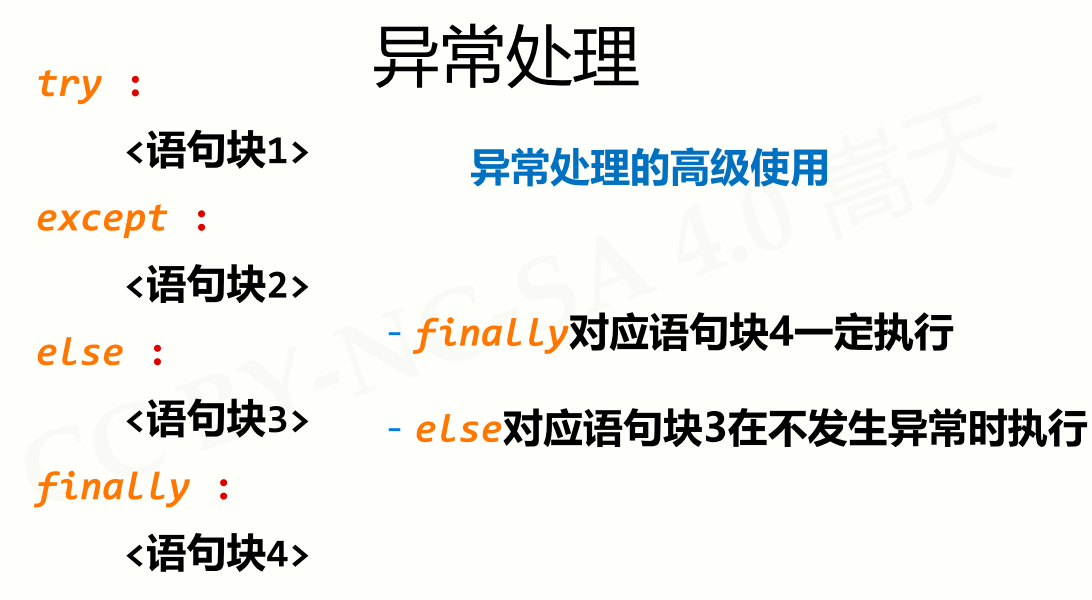 异常处理
try :
<语句块1>
except :
<语句块2>
else :
<语句块3>
finally :
<语句块4>
异常处理的高级使用
- finally对应语句块4一定执行
- else对应语句块3在不发生异常时执行
CC BY-NC-SA 4.0 嵩天